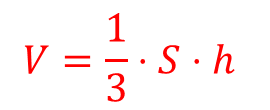 V = 1/3 · S · h